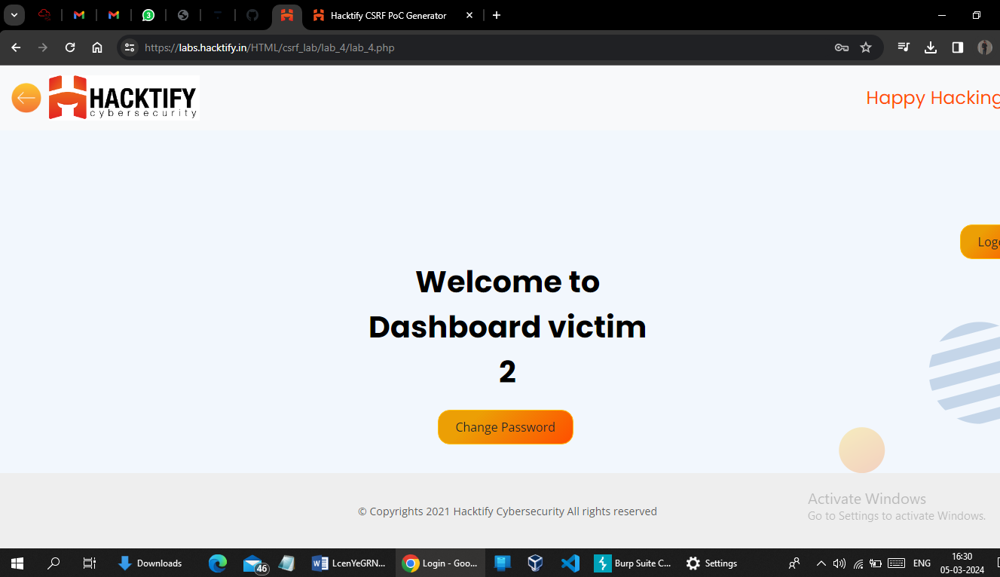 3
Hacktify CSRF PoC Generator
https://labs.hacktify.in/HTML/csrf_lab/lab_4/lab_4.php
HACKTIFY
cybersecurity
Happy Hacking
Logo
Welcome to
Dashboard victim
2
Change Password
© Copyrights 2021 Hacktify Cybersecurity All rights reserved
Activate Windows
Go to Settings to activate Windows.
Downloads
46
LcenYeGRN...
Login - Goo...
Burp Suite C...
Settings
ENG
16:30
05-03-2024